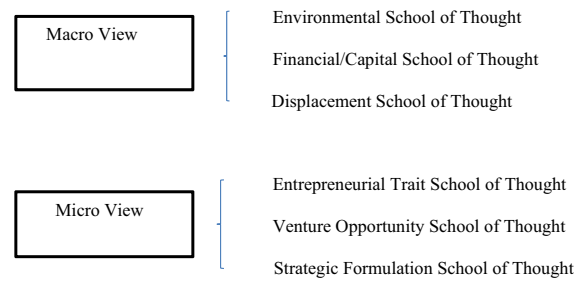 Macro View
Environmental School of Thought
Financial/Capital School of Thought
Displacement School of Thought
Micro View
Entrepreneurial Trait School of Thought
Venture Opportunity School of Thought
Strategic Formulation School of Thought